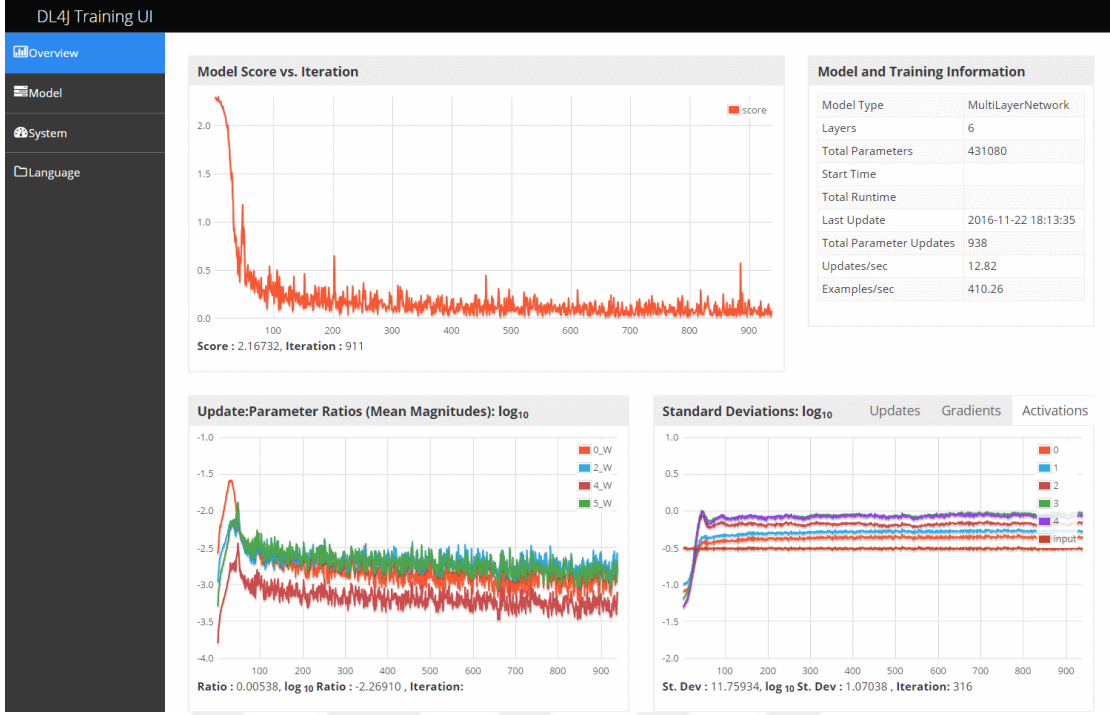 DL4J Training UI
Overview
Model
System
Language
Model Score vs. Iteration
score
2.0
1.5
1.0
0.5
0.0
100 200 300 400 500 600 700 800 900
Score : 2.16732, Iteration : 911
Model and Training Information
Model Type MultiLayerNetwork
Layers 6
Total Parameters 431080
Start Time
Total Runtime
Last Update 2016-11-22 18:13:35
Total Parameter Updates 938
Updates/sec 12.82
Examples/sec 410.26
Update:Parameter Ratios (Mean Magnitudes): log10
0_W
2_W
4_W
5_W
-1.0
-1.5
-2.0
-2.5
-3.0
-3.5
-4.0
100 200 300 400 500 600 700 800 900
Ratio : 0.00538, log 10 Ratio : -2.26910 , Iteration:
Standard Deviations: log10 Updates Gradients Activations
0
1
2
3
4
input
1.0
0.5
0.0
-0.5
-1.0
-1.5
-2.0
100 200 300 400 500 600 700 800 900
St. Dev : 11.75934, log 10 St. Dev : 1.07038 , Iteration: 316